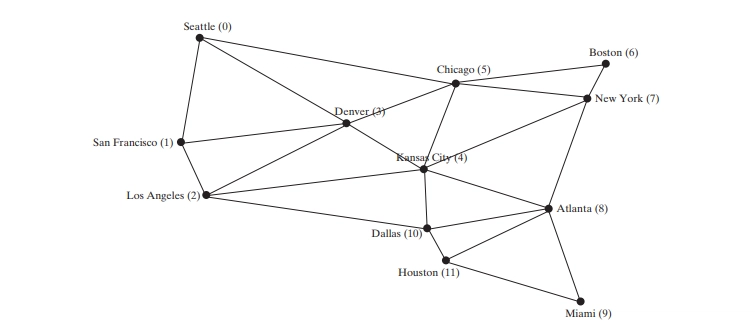 Seattle (0)
Boston (6)
Chicago (5)
New York (7)
Denver (3)
San Francisco (1)
Kansas City (4)
Los Angeles (2)
Atlanta (8)
Dallas (10)
Houston (11)
Miami (9)